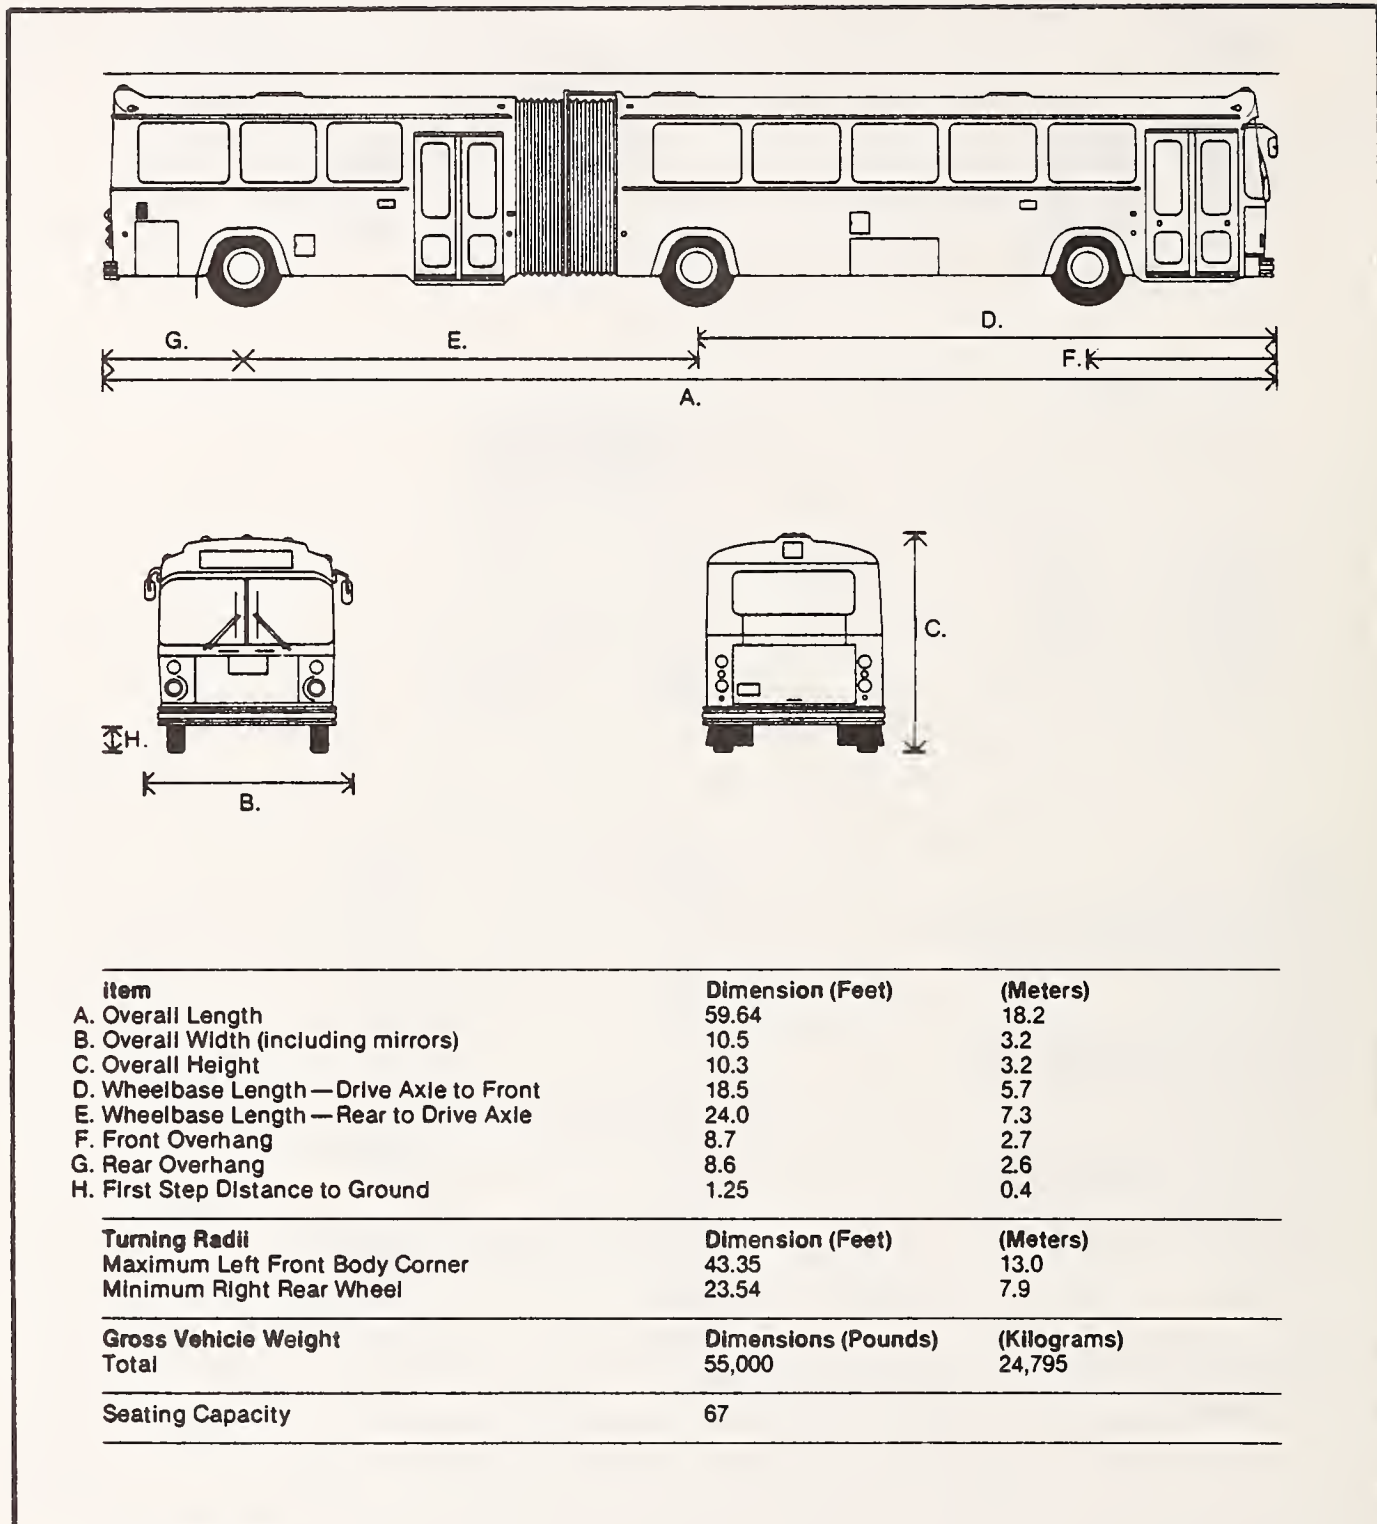 D.
G.
E.
F.
A.
C.
H.
B.
Item Dimension (Feet) (Meters)
A. Overall Length 59.64 18.2
B. Overall Width (including mirrors) 10.5 3.2
C. Overall Height 10.3 3.2
D. Wheelbase Length—Drive Axle to Front 18.5 5.7
E. Wheelbase Length—Rear to Drive Axle 24.0 7.3
F. Front Overhang 8.7 2.7
G. Rear Overhang 8.6 2.6
H. First Step Distance to Ground 1.25 0.4
Turning Radii Dimension (Feet) (Meters)
Maximum Left Front Body Corner 43.35 13.0
Minimum Right Rear Wheel 23.54 7.9
Gross Vehicle Weight Dimensions (Pounds) (Kilograms)
Total 55,000 24,795
Seating Capacity 67